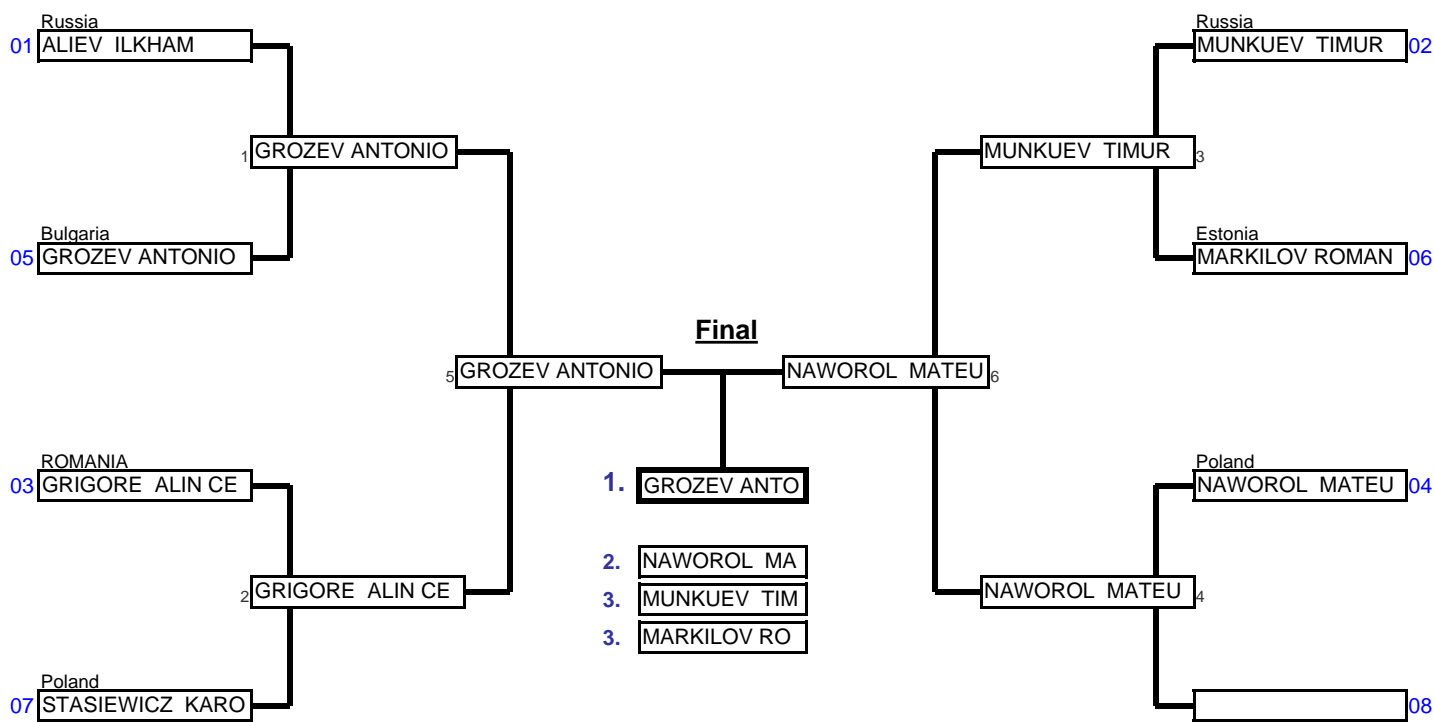 Russia
01 ALIEV ILKHAM
Russia
MUNKUEV TIMUR 02
1 GROZEV ANTONIO
MUNKUEV TIMUR 3
Bulgaria
05 GROZEV ANTONIO
Estonia
MARKILOV ROMAN 06
Final
5 GROZEV ANTONIO
NAWOROL MATEU 6
ROMANIA
03 GRIGORE ALIN CE
1. GROZEV ANTO
Poland
NAWOROL MATEU 04
2. NAWOROL MA
3. MUNKUEV TIM
3. MARKILOV RO
2 GRIGORE ALIN CE
NAWOROL MATEU 4
Poland
07 STASIEWICZ KARO
08